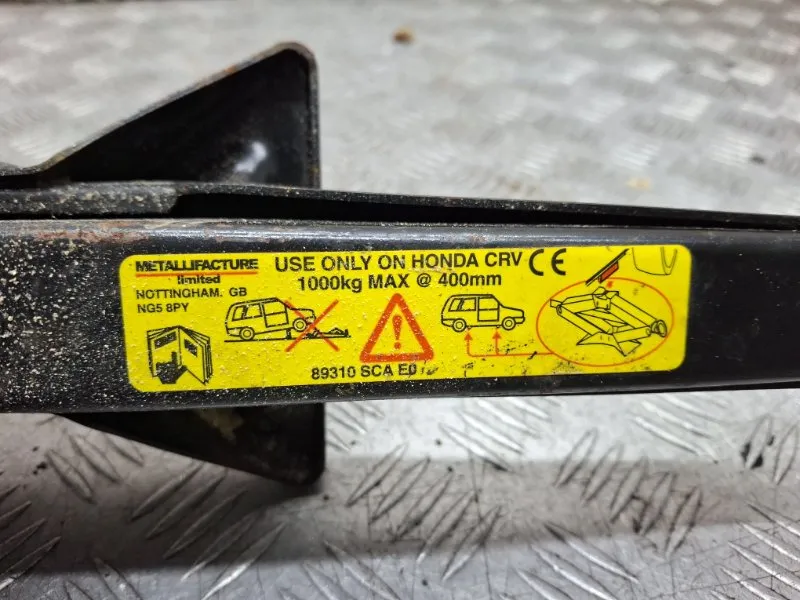 METALLIFACTURE
limited
NOTTINGHAM. GB
NG5 8PY
USE ONLY ON HONDA CRV CE
1000kg MAX @ 400mm
89310 SCA E0